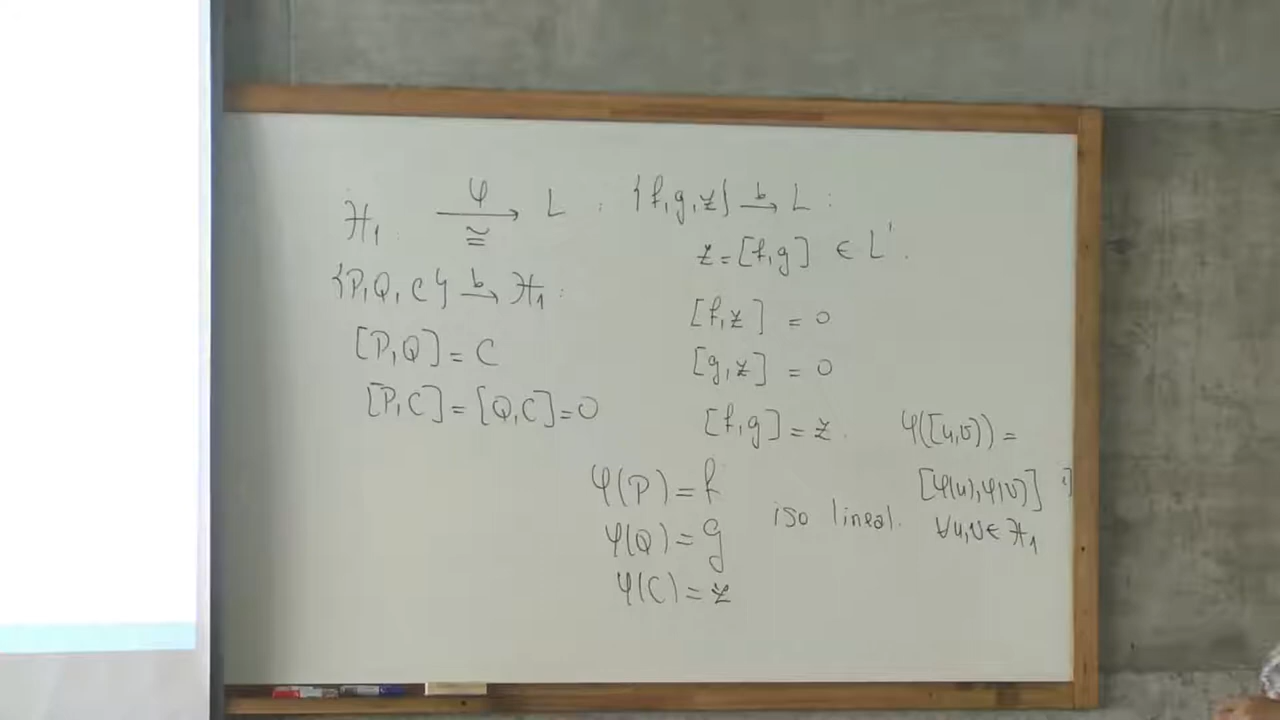 ℋ₁ —φ/≅→ L : {f,g,z} —b→ L :
z = [f,g] ∈ L'.
{P,Q,C} —b→ ℋ₁ :
[f,z] = 0
[P,Q] = C
[g,z] = 0
[P,C] = [Q,C] = 0
[f,g] = z.
φ([u,v]) =
[φ(u),φ(v)]
∀u,v ∈ ℋ₁
φ(P) = f
φ(Q) = g
φ(C) = z
iso lineal.